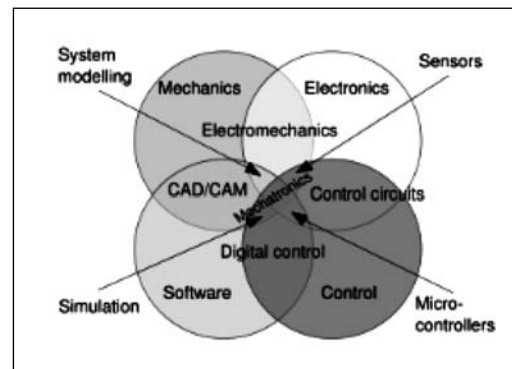 System
modelling
Sensors
Mechanics
Electronics
Electromechanics
CAD/CAM
Mechatronics
Control circuits
Digital control
Simulation
Software
Control
Micro-
controllers